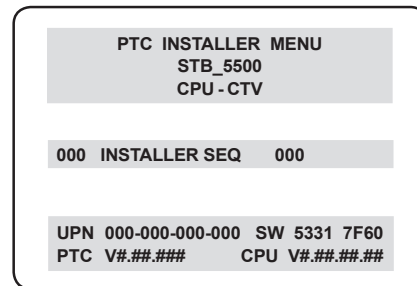 PTC INSTALLER MENU
STB_5500
CPU - CTV
000 INSTALLER SEQ 000
UPN 000-000-000-000 SW 5331 7F60
PTC V#.##.### CPU V#.##.##.##